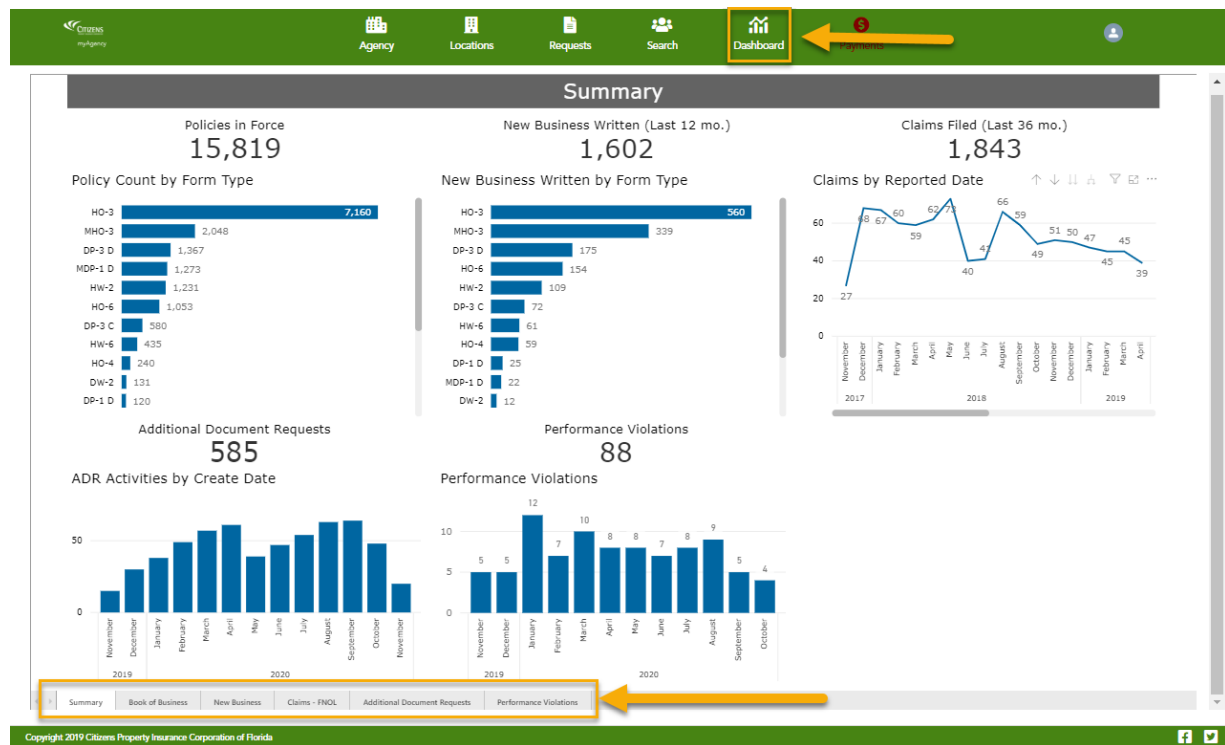 CITIZENS
myAgency
Agency
Locations
Requests
Search
Dashboard
Payments
Summary
Policies in Force
15,819
New Business Written (Last 12 mo.)
1,602
Claims Filed (Last 36 mo.)
1,843
Policy Count by Form Type
HO-3 7,160
MHO-3 2,048
DP-3 D 1,367
MDP-1 D 1,273
HW-2 1,231
HO-6 1,053
DP-3 C 580
HW-6 435
HO-4 240
DW-2 131
DP-1 D 120
New Business Written by Form Type
HO-3 560
MHO-3 339
DP-3 D 175
HO-6 154
HW-2 109
DP-3 C 72
HW-6 61
HO-4 59
DP-1 D 25
MDP-1 D 22
DW-2 12
Claims by Reported Date
60
40
20
0
27 68 67 60 59 62 73 40 41 66 59 49 51 50 47 45 45 39
November December January February March April May June July August September October November December January February March April
2017 2018 2019
Additional Document Requests
585
ADR Activities by Create Date
50
0
November December January February March April May June July August September October November
2019 2020
Performance Violations
88
Performance Violations
10
5
0
5 5 12 7 10 8 8 7 8 9 5 4
November December January February March April May June July August September October
2019 2020
Summary Book of Business New Business Claims - FNOL Additional Document Requests Performance Violations
Copyright 2019 Citizens Property Insurance Corporation of Florida